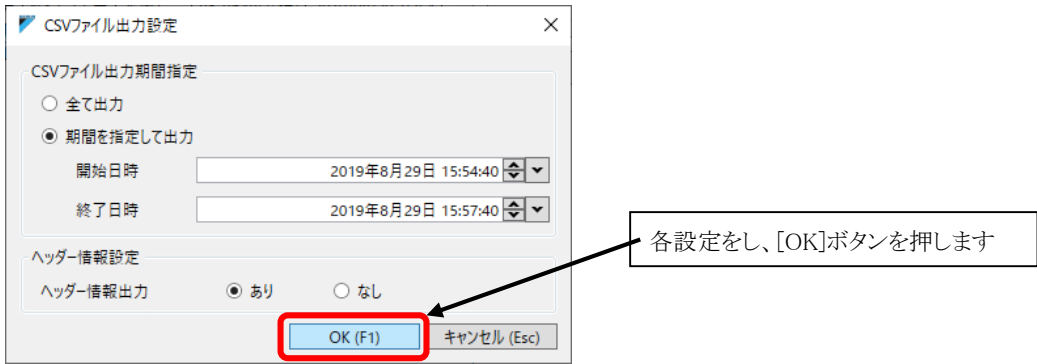 CSVファイル出力設定
CSVファイル出力期間指定
全て出力
期間を指定して出力
開始日時 2019年8月29日 15:54:40
終了日時 2019年8月29日 15:57:40
各設定をし、[OK]ボタンを押します
ヘッダー情報設定
ヘッダー情報出力 あり なし
OK (F1) キャンセル (Esc)